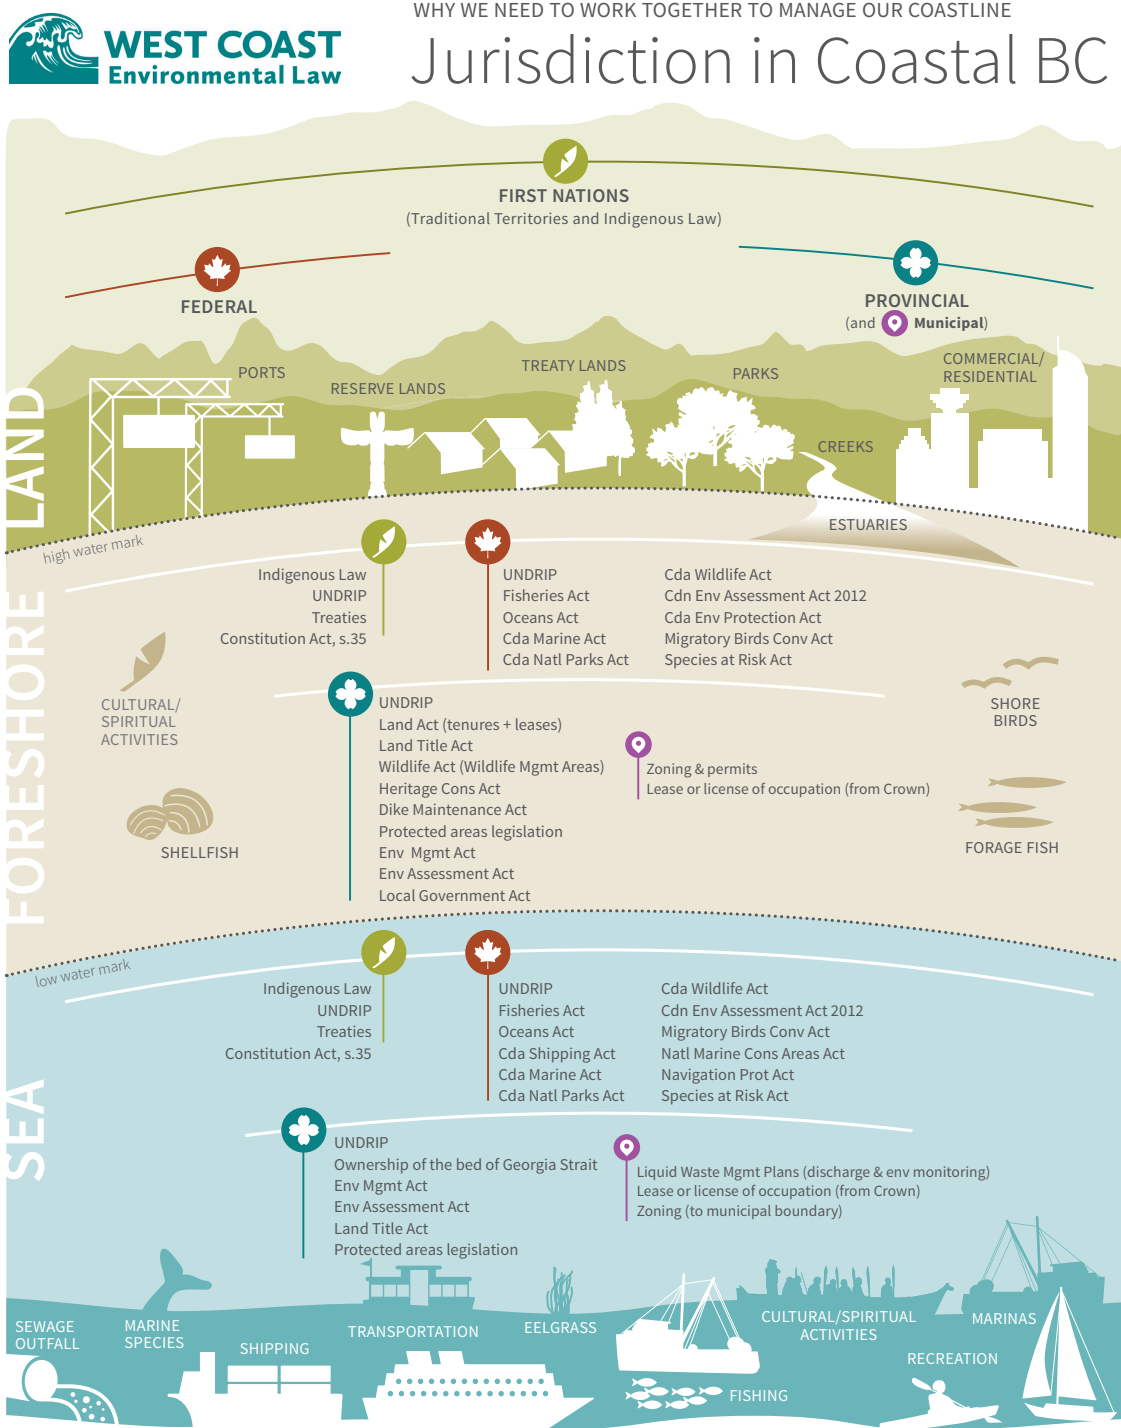 WHY WE NEED TO WORK TOGETHER TO MANAGE OUR COASTLINE
WEST COAST
Environmental Law
Jurisdiction in Coastal BC
FIRST NATIONS
(Traditional Territories and Indigenous Law)
FEDERAL
PROVINCIAL
(and Municipal)
LAND
PORTS
RESERVE LANDS
TREATY LANDS
PARKS
COMMERCIAL/
RESIDENTIAL
CREEKS
ESTUARIES
high water mark
FORESHORE
Indigenous Law
UNDRIP
Treaties
Constitution Act, s.35
UNDRIP
Fisheries Act
Oceans Act
Cda Marine Act
Cda Natl Parks Act
Cda Wildlife Act
Cdn Env Assessment Act 2012
Cda Env Protection Act
Migratory Birds Conv Act
Species at Risk Act
CULTURAL/
SPIRITUAL
ACTIVITIES
SHELLFISH
UNDRIP
Land Act (tenures + leases)
Land Title Act
Wildlife Act (Wildlife Mgmt Areas)
Heritage Cons Act
Dike Maintenance Act
Protected areas legislation
Env Mgmt Act
Env Assessment Act
Local Government Act
Zoning & permits
Lease or license of occupation (from Crown)
SHORE
BIRDS
FORAGE FISH
low water mark
SEA
Indigenous Law
UNDRIP
Treaties
Constitution Act, s.35
UNDRIP
Fisheries Act
Oceans Act
Cda Shipping Act
Cda Marine Act
Cda Natl Parks Act
Cda Wildlife Act
Cdn Env Assessment Act 2012
Migratory Birds Conv Act
Natl Marine Cons Areas Act
Navigation Prot Act
Species at Risk Act
UNDRIP
Ownership of the bed of Georgia Strait
Env Mgmt Act
Env Assessment Act
Land Title Act
Protected areas legislation
Liquid Waste Mgmt Plans (discharge & env monitoring)
Lease or license of occupation (from Crown)
Zoning (to municipal boundary)
SEWAGE
OUTFALL
MARINE
SPECIES
SHIPPING
TRANSPORTATION
EELGRASS
FISHING
CULTURAL/SPIRITUAL
ACTIVITIES
MARINAS
RECREATION